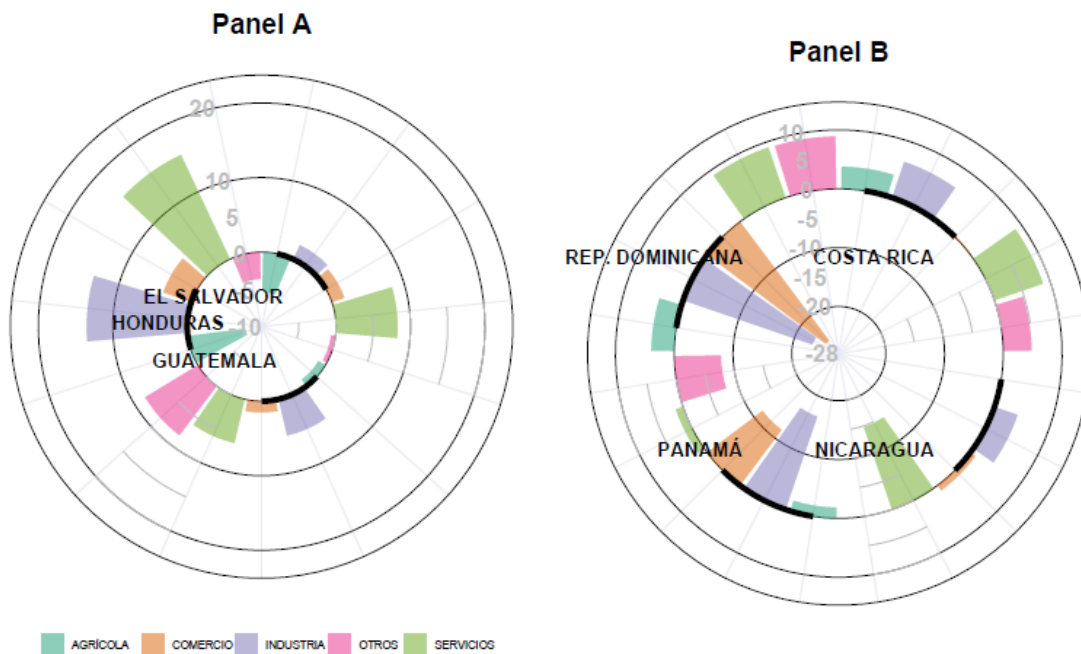 Panel A
20
10
5
0
-10
EL SALVADOR
HONDURAS
GUATEMALA
Panel B
10
5
0
-5
-10
-15
-20
-28
REP. DOMINICANA
COSTA RICA
PANAMÁ
NICARAGUA
AGRÍCOLA COMERCIO INDUSTRIA OTROS SERVICIOS